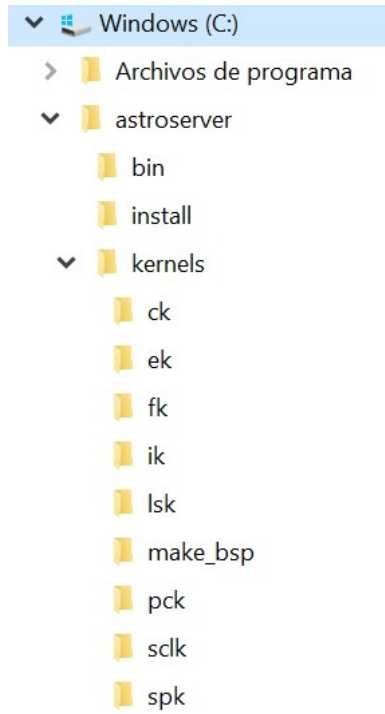 Windows (C:)
Archivos de programa
astroserver
bin
install
kernels
ck
ek
fk
ik
lsk
make_bsp
pck
sclk
spk